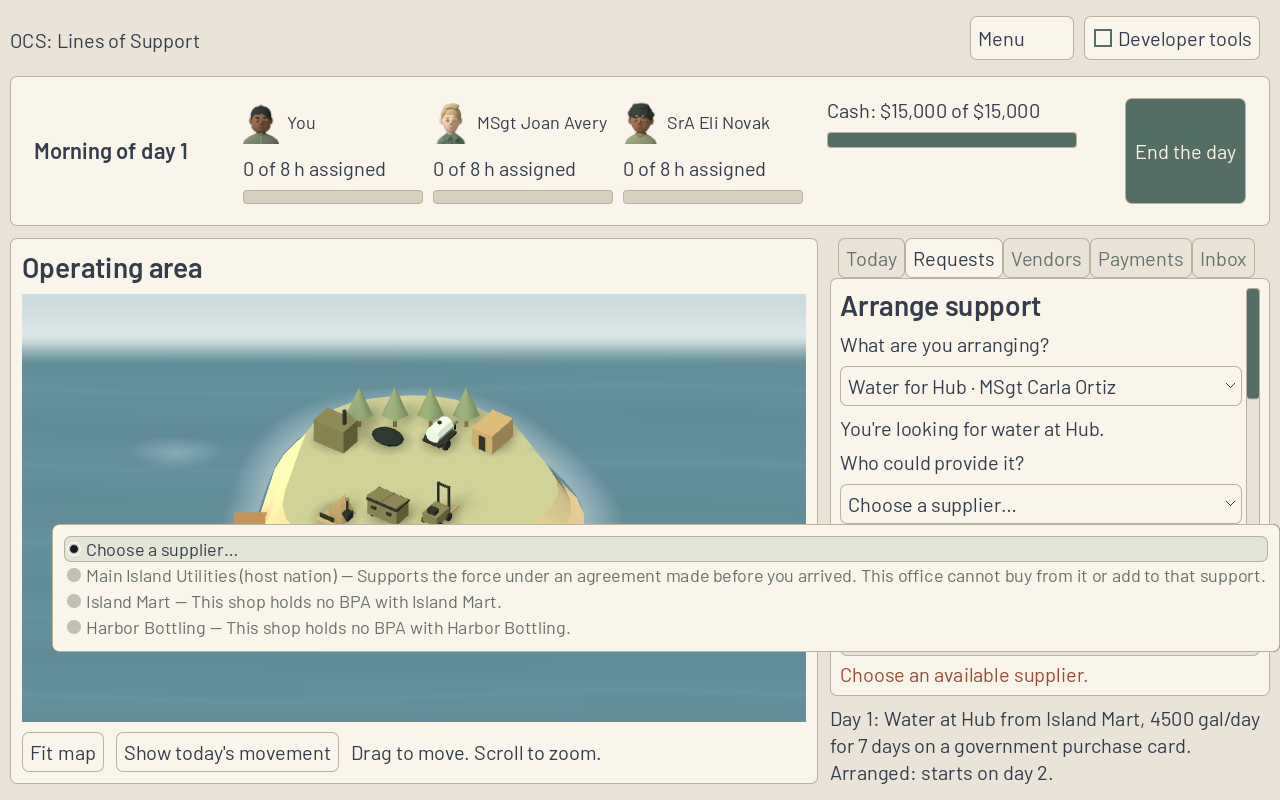 OCS: Lines of Support
Menu
Developer tools
Morning of day 1
You
0 of 8 h assigned
MSgt Joan Avery
0 of 8 h assigned
SrA Eli Novak
0 of 8 h assigned
Cash: $15,000 of $15,000
End the day
Operating area
Today
Requests
Vendors
Payments
Inbox
Arrange support
What are you arranging?
Water for Hub · MSgt Carla Ortiz
You're looking for water at Hub.
Who could provide it?
Choose a supplier...
Choose a supplier...
Main Island Utilities (host nation) — Supports the force under an agreement made before you arrived. This office cannot buy from it or add to that support.
Island Mart — This shop holds no BPA with Island Mart.
Harbor Bottling — This shop holds no BPA with Harbor Bottling.
Choose an available supplier.
Day 1: Water at Hub from Island Mart, 4500 gal/day
for 7 days on a government purchase card.
Arranged: starts on day 2.
Fit map
Show today's movement
Drag to move. Scroll to zoom.